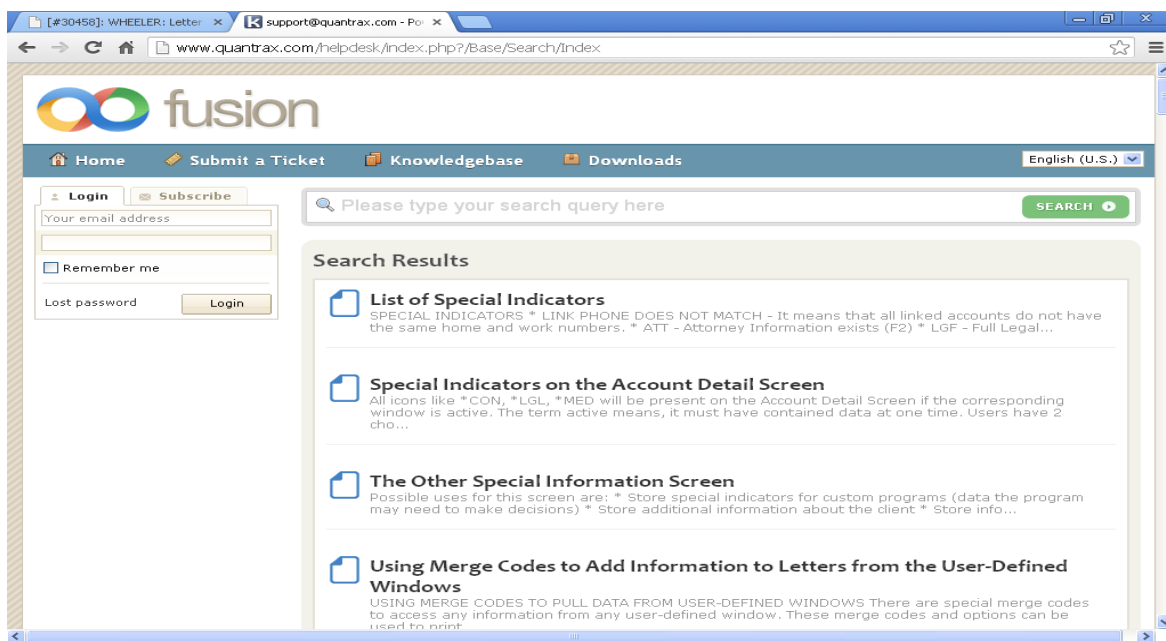 [#30458]: WHEELER: Letter
support@quantrax.com - Po
www.quantrax.com/helpdesk/index.php?/Base/Search/Index
fusion
Home Submit a Ticket Knowledgebase Downloads English (U.S.)
Login Subscribe
Your email address
Remember me
Lost password Login
Please type your search query here SEARCH
Search Results
List of Special Indicators
SPECIAL INDICATORS * LINK PHONE DOES NOT MATCH - It means that all linked accounts do not have
the same home and work numbers. * ATT - Attorney Information exists (F2) * LGF - Full Legal...
Special Indicators on the Account Detail Screen
All icons like *CON, *LGL, *MED will be present on the Account Detail Screen if the corresponding
window is active. The term active means, it must have contained data at one time. Users have 2
cho...
The Other Special Information Screen
Possible uses for this screen are: * Store special indicators for custom programs (data the program
may need to make decisions) * Store additional information about the client * Store info...
Using Merge Codes to Add Information to Letters from the User-Defined
Windows
USING MERGE CODES TO PULL DATA FROM USER-DEFINED WINDOWS There are special merge codes
to access any information from any user-defined window. These merge codes and options can be
used to print